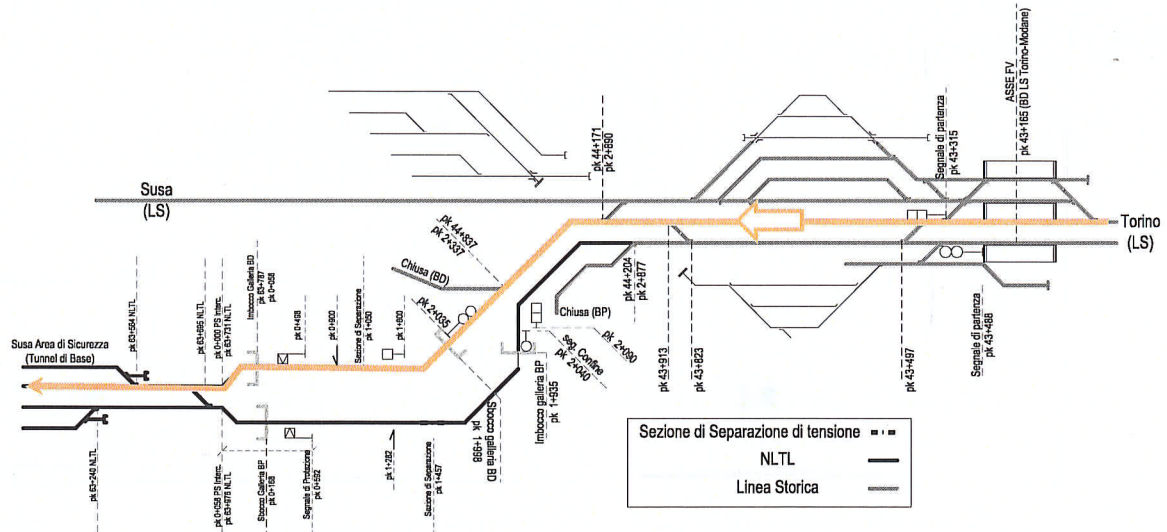 Susa
(LS)
pk 44+171
pk 2+890
Segnale di partenza
pk 43+315
ASSE FV
pk 43+165 (BD LS Torino-Modane)
Torino
(LS)
pk 44+837
pk 2+337
Chiusa (BD)
pk 2+035
Chiusa (BP)
pk 44+204
pk 2+877
pk 2+090
seg. Confine
pk 2+040
Imbocco galleria BP
pk 1+935
Sbocco galleria BD
pk 1+998
pk 43+913
pk 43+823
pk 43+497
Segnale di partenza
pk 43+488
Susa Area di Sicurezza
(Tunnel di Base)
pk 63+584 NLTL
pk 63+695 NLTL
pk 0+000 PS Interc.
pk 63+731 NLTL
Imbocco Galleria BD
pk 63+787
pk 0+058
pk 0+498
pk 0+900
Sezione di Separazione
pk 1+050
pk 1+600
pk 63+240 NLTL
pk 0+058 PS Interc.
pk 63+978 NLTL
Sbocco Galleria BP
pk 0+168
Segnale di Protezione
pk 0+592
pk 1+282
Sezione di Separazione
pk 1+457
Sezione di Separazione di tensione
NLTL
Linea Storica